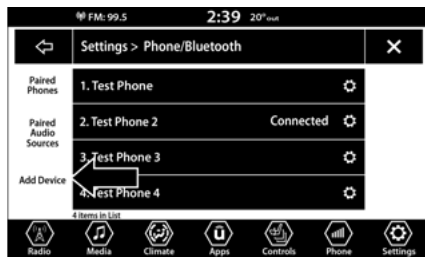 FM: 99.5 2:39 20° out
Settings > Phone/Bluetooth X
Paired
Phones
1. Test Phone
Paired
Audio
Sources
2. Test Phone 2 Connected
3. Test Phone 3
Add Device
4. Test Phone 4
4 items in List
Radio Media Climate Apps Controls Phone Settings